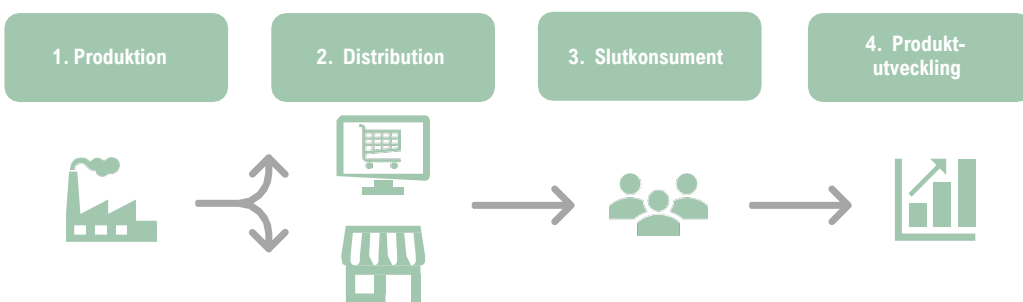 1. Produktion
2. Distribution
3. Slutkonsument
4. Produkt-
utveckling